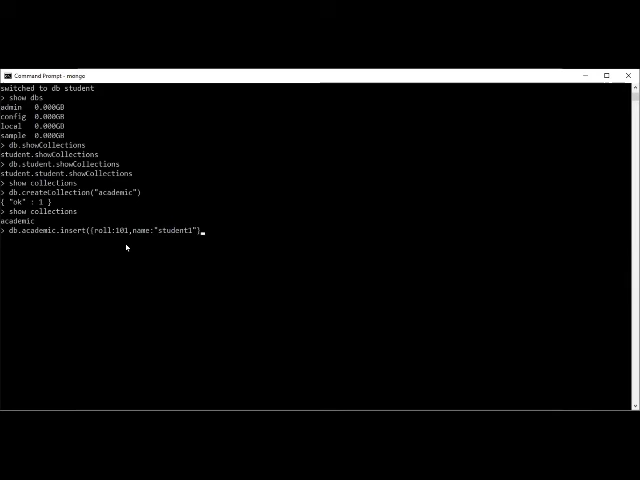 Command Prompt - mongo
switched to db student
> show dbs
admin 0.000GB
config 0.000GB
local 0.000GB
sample 0.000GB
> db.showCollections
student.showCollections
> db.student.showCollections
student.student.showCollections
> show collections
> db.createCollection("academic")
{ "ok" : 1 }
> show collections
academic
> db.academic.insert({roll:101,name:"student1"}